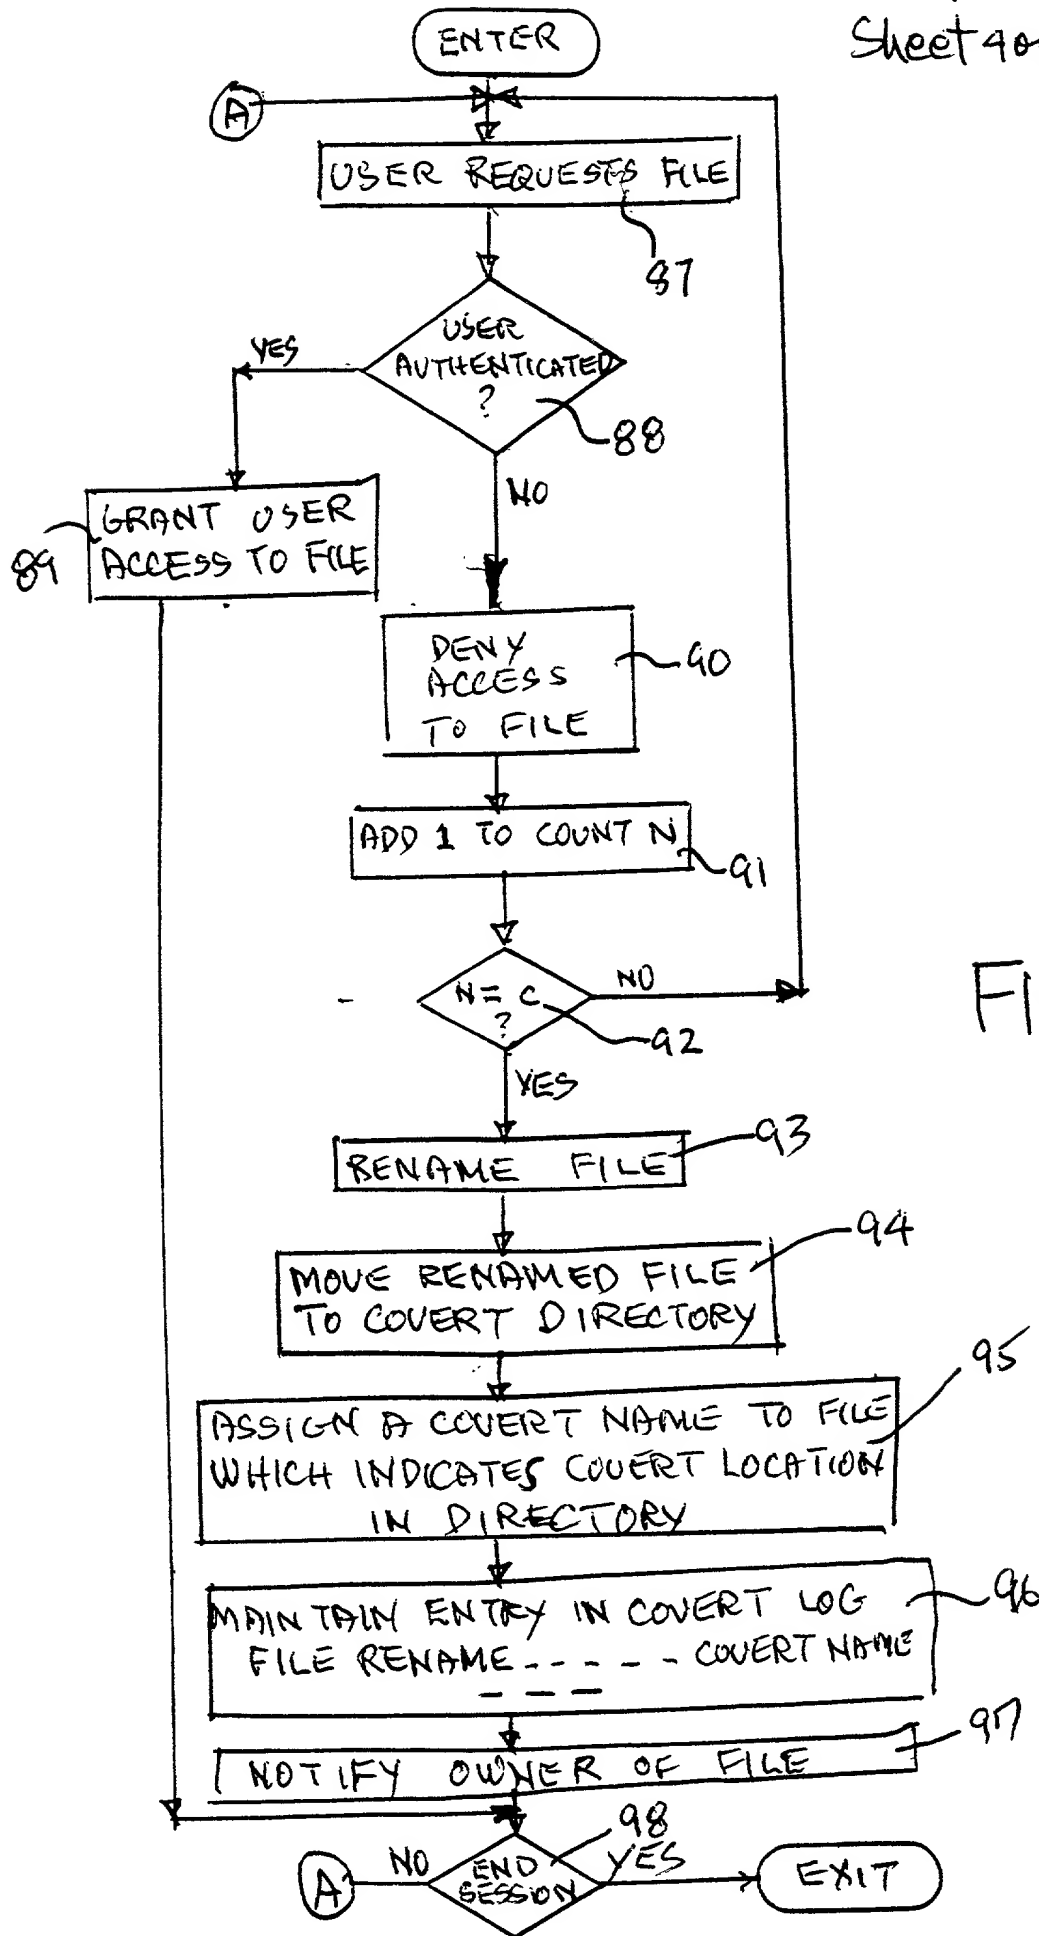 ENTER
Sheet 4 of
A
USER REQUESTS FILE
87
USER
AUTHENTICATED
?
88
YES
NO
GRANT USER
ACCESS TO FILE
89
DENY
ACCESS
TO FILE
90
ADD 1 TO COUNT N
91
N = C
?
92
NO
YES
FI
RENAME FILE
93
MOVE RENAMED FILE
TO COVERT DIRECTORY
94
ASSIGN A COVERT NAME TO FILE
WHICH INDICATES COVERT LOCATION
IN DIRECTORY
95
MAINTAIN ENTRY IN COVERT LOG
FILE RENAME ----- COVERT NAME
---
96
NOTIFY OWNER OF FILE
97
END
SESSION
98
NO
YES
A
EXIT